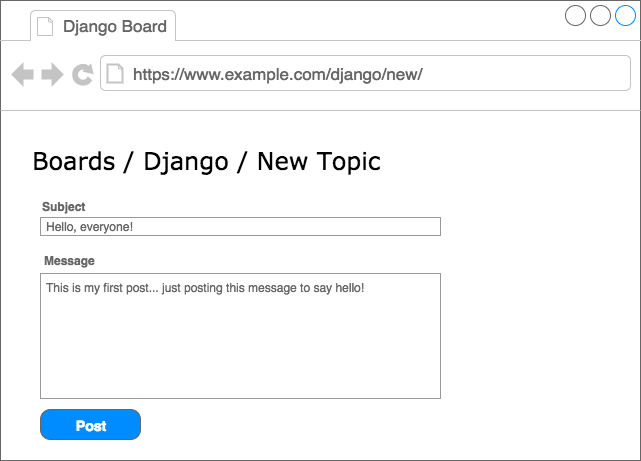 Django Board
https://www.example.com/django/new/
Boards / Django / New Topic
Subject
Hello, everyone!
Message
This is my first post... just posting this message to say hello!
Post